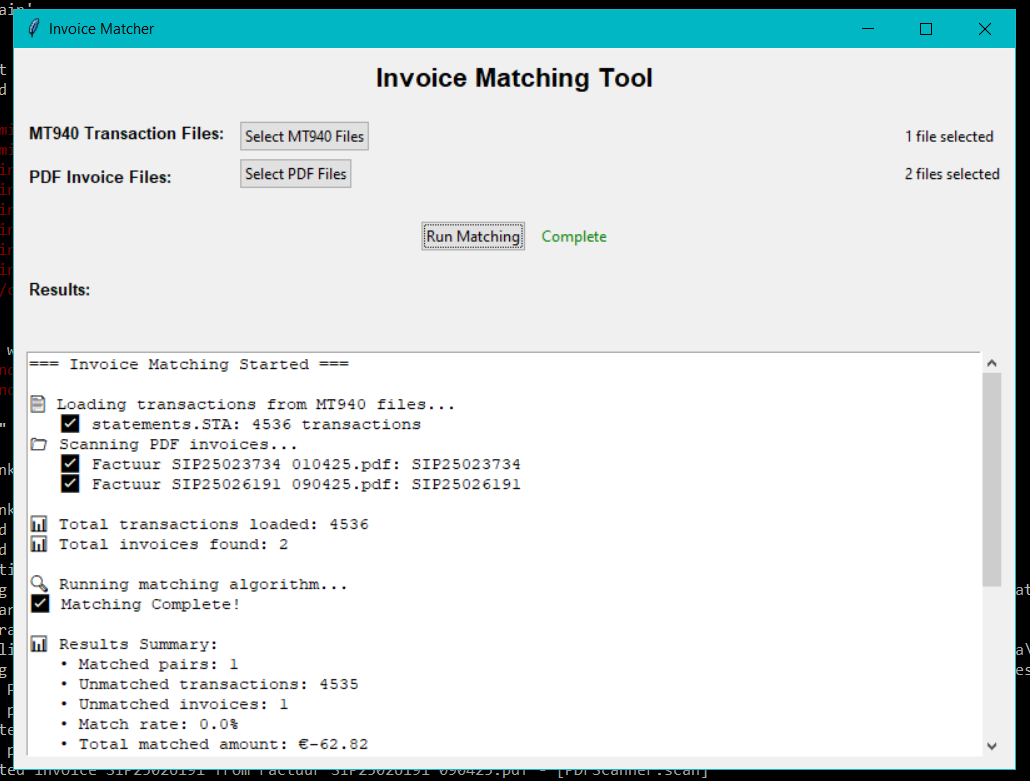 Invoice Matcher
Invoice Matching Tool
MT940 Transaction Files: Select MT940 Files 1 file selected
PDF Invoice Files: Select PDF Files 2 files selected
Run Matching Complete
Results:
=== Invoice Matching Started ===
Loading transactions from MT940 files...
statements.STA: 4536 transactions
Scanning PDF invoices...
Factuur SIP25023734 010425.pdf: SIP25023734
Factuur SIP25026191 090425.pdf: SIP25026191
Total transactions loaded: 4536
Total invoices found: 2
Running matching algorithm...
Matching Complete!
Results Summary:
• Matched pairs: 1
• Unmatched transactions: 4535
• Unmatched invoices: 1
• Match rate: 0.0%
• Total matched amount: €-62.82